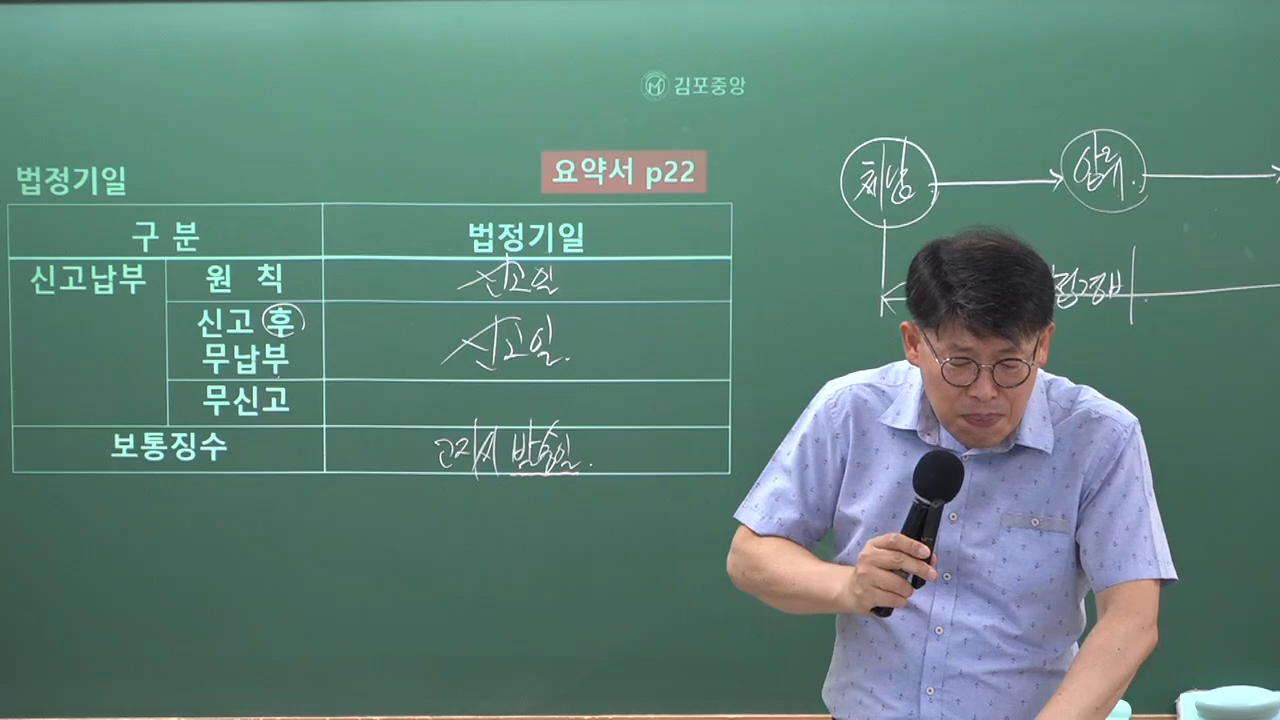 김포중앙
법정기일
요약서 p22
구 분
법정기일
신고납부
원 칙
신고일
신고 후
무납부
신고일.
무신고
보통징수
고지서 발송일.
체납
압류